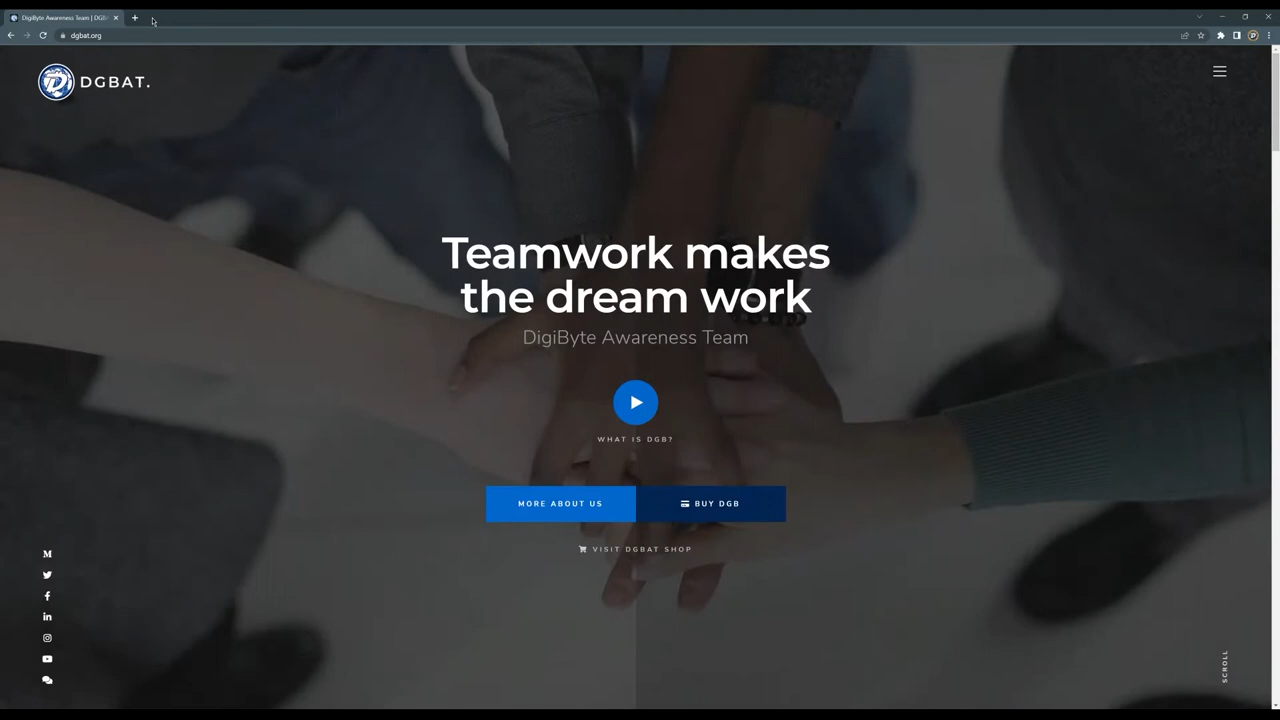 DigiByte Awareness Team | DGB
dgbat.org
DGBAT.
Teamwork makes
the dream work
DigiByte Awareness Team
WHAT IS DGB?
MORE ABOUT US
BUY DGB
VISIT DGBAT SHOP
SCROLL